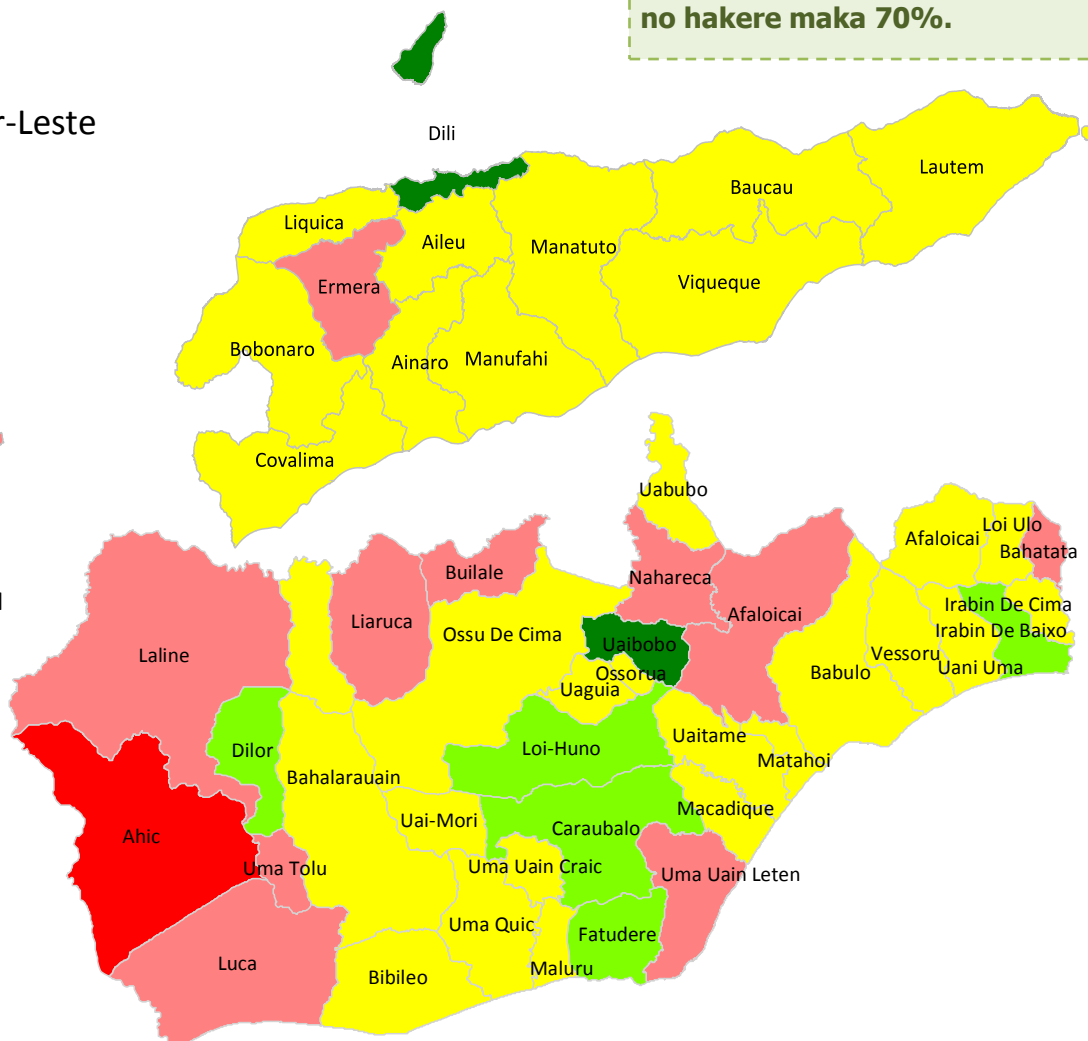 no hakere maka 70%.
r-Leste
Dili
Lautem
Baucau
Liquica
Aileu
Manatuto
Viqueque
Ermera
Bobonaro
Ainaro
Manufahi
Covalima
Uabubo
Afaloicai
Loi Ulo
Bahatata
Builale
Nahareca
Afaloicai
Irabin De Cima
Irabin De Baixo
Liaruca
Ossu De Cima
Uaibobo
Laline
Vessoru
Uani Uma
Ossorua
Babulo
Uaguia
Dilor
Loi-Huno
Uaitame
Matahoi
Bahalarauain
Macadique
Uai-Mori
Caraubalo
Ahic
Uma Tolu
Uma Uain Craic
Uma Uain Leten
Uma Quic
Fatudere
Luca
Bibileo
Maluru